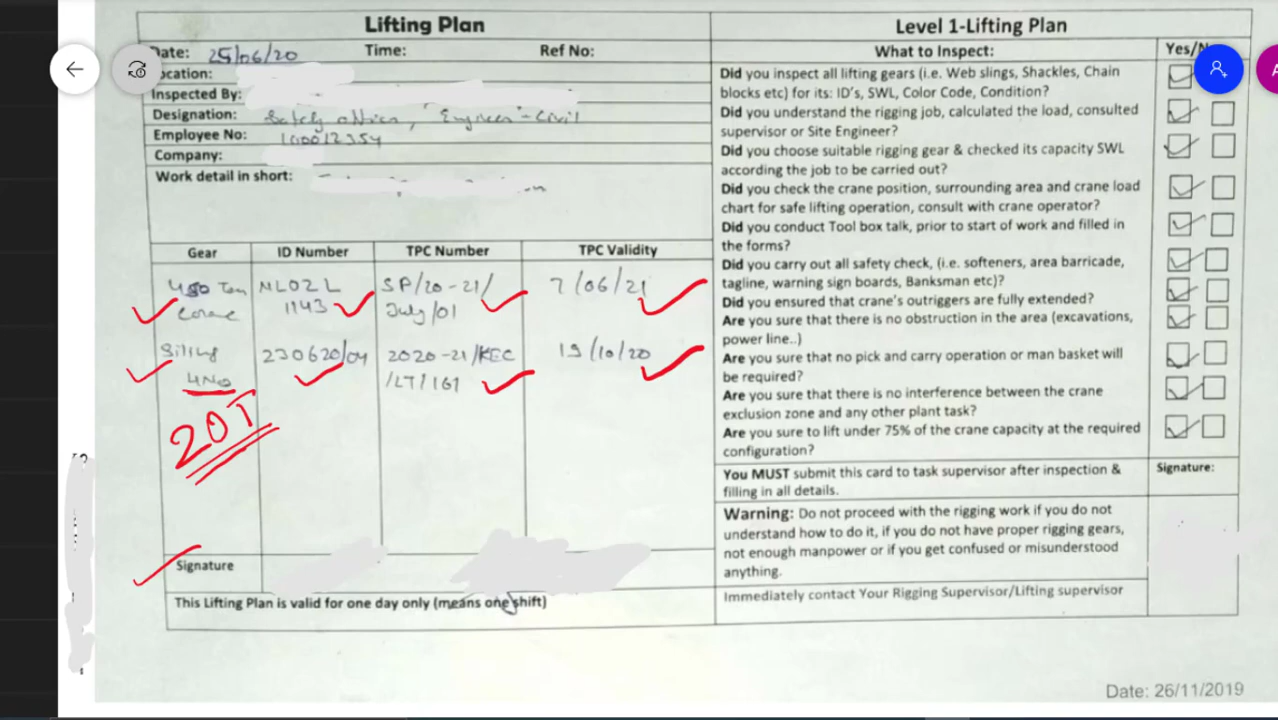 Lifting Plan
Date: 25/06/20 Time: Ref No:
ocation:
Inspected By:
Designation: Safety officer, Engineer-Civil
Employee No: 100012354
Company:
Work detail in short:
Gear ID Number TPC Number TPC Validity
450 Ton NL02L SP/20-21/ 7/06/21
Crane 1143 July/01
Siling 230620/04 2020-21/KEC 19/10/20
4No /LT/161
20T
Signature
This Lifting Plan is valid for one day only (means one shift)
Level 1-Lifting Plan
What to Inspect: Yes/N
Did you inspect all lifting gears (i.e. Web slings, Shackles, Chain
blocks etc) for its: ID's, SWL, Color Code, Condition?
Did you understand the rigging job, calculated the load, consulted
supervisor or Site Engineer?
Did you choose suitable rigging gear & checked its capacity SWL
according the job to be carried out?
Did you check the crane position, surrounding area and crane load
chart for safe lifting operation, consult with crane operator?
Did you conduct Tool box talk, prior to start of work and filled in
the forms?
Did you carry out all safety check, (i.e. softeners, area barricade,
tagline, warning sign boards, Banksman etc)?
Did you ensured that crane's outriggers are fully extended?
Are you sure that there is no obstruction in the area (excavations,
power line..)
Are you sure that no pick and carry operation or man basket will
be required?
Are you sure that there is no interference between the crane
exclusion zone and any other plant task?
Are you sure to lift under 75% of the crane capacity at the required
configuration?
You MUST submit this card to task supervisor after inspection & Signature:
filling in all details.
Warning: Do not proceed with the rigging work if you do not
understand how to do it, if you do not have proper rigging gears,
not enough manpower or if you get confused or misunderstood
anything.
Immediately contact Your Rigging Supervisor/Lifting supervisor
Date: 26/11/2019